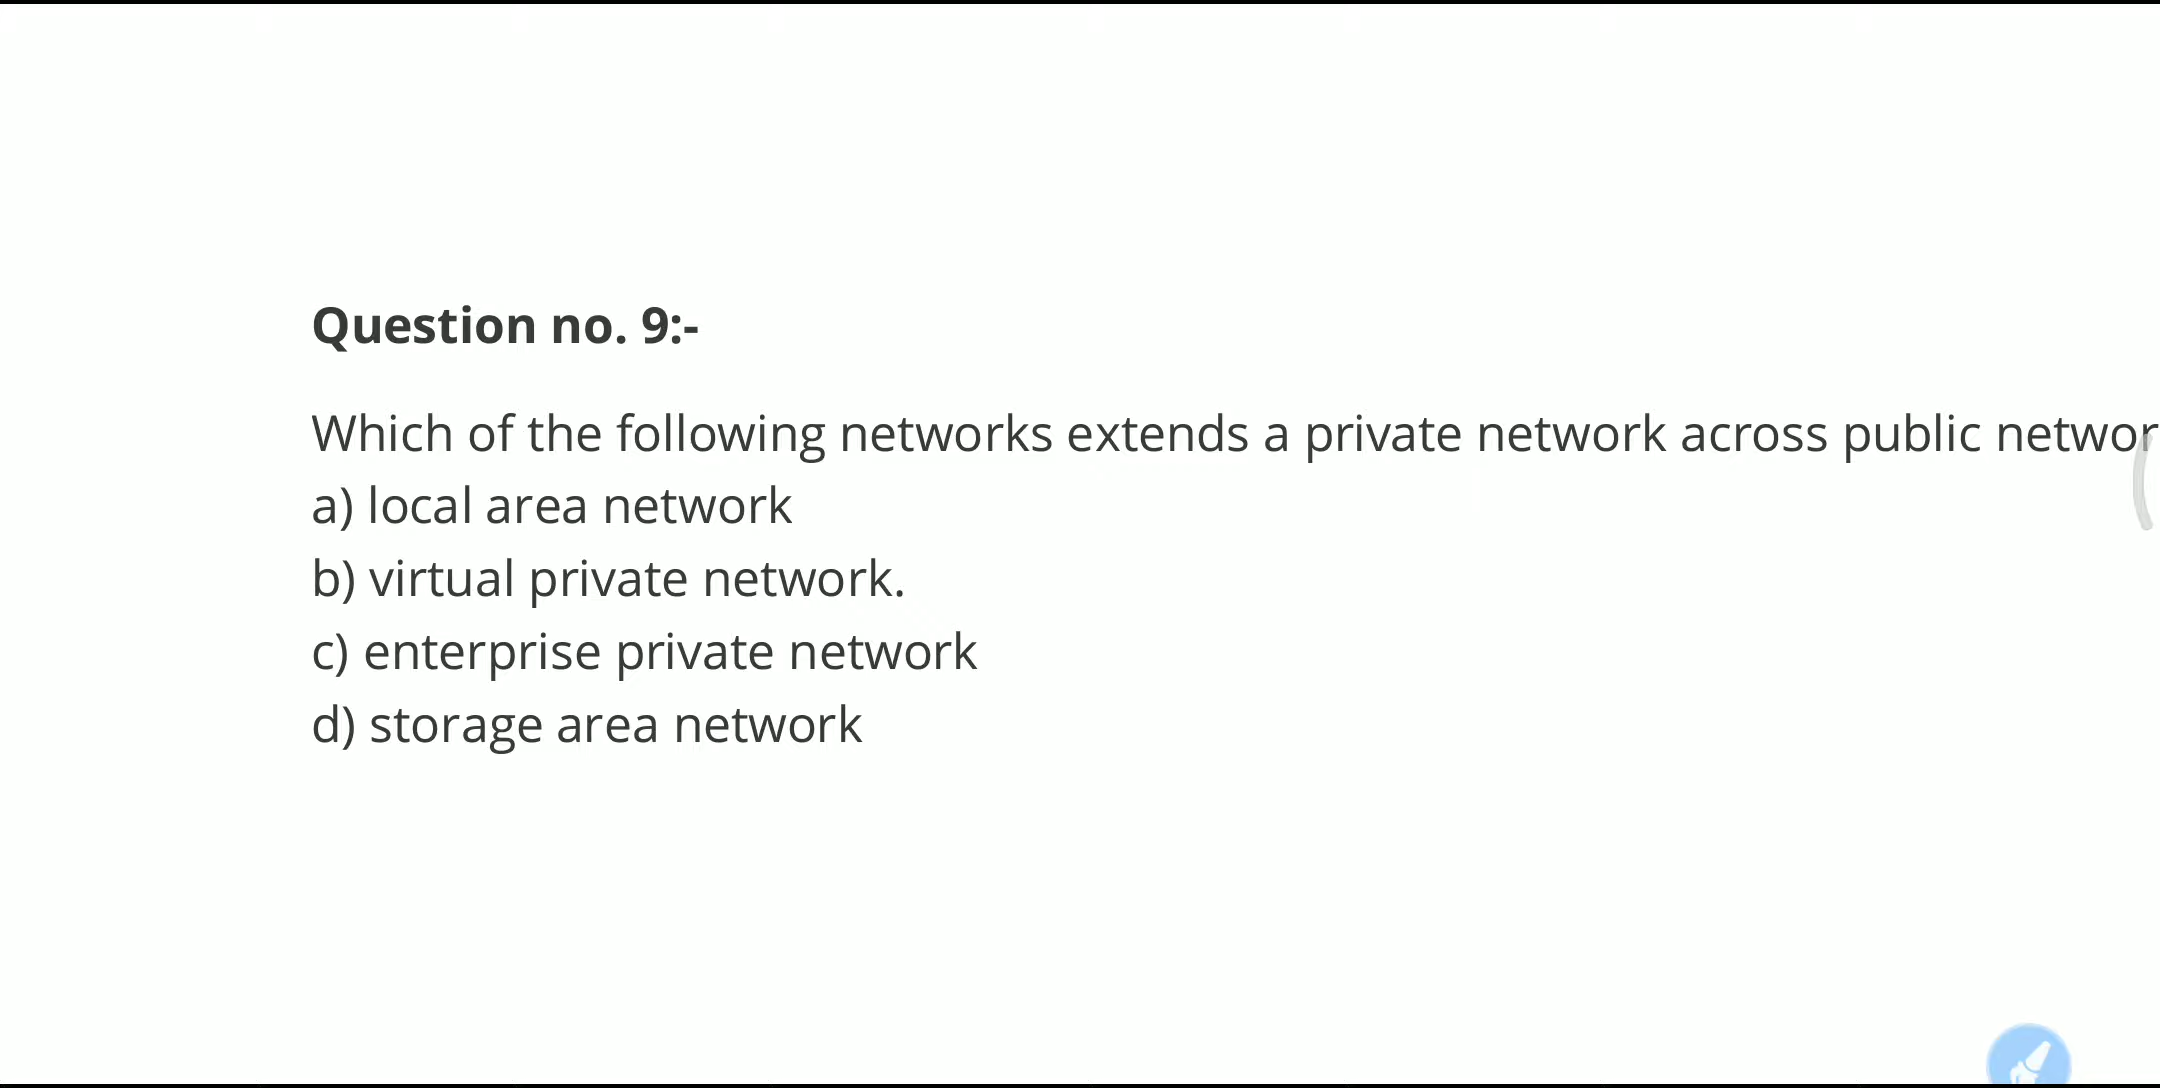 Question no. 9:-
Which of the following networks extends a private network across public networ
a) local area network
b) virtual private network.
c) enterprise private network
d) storage area network